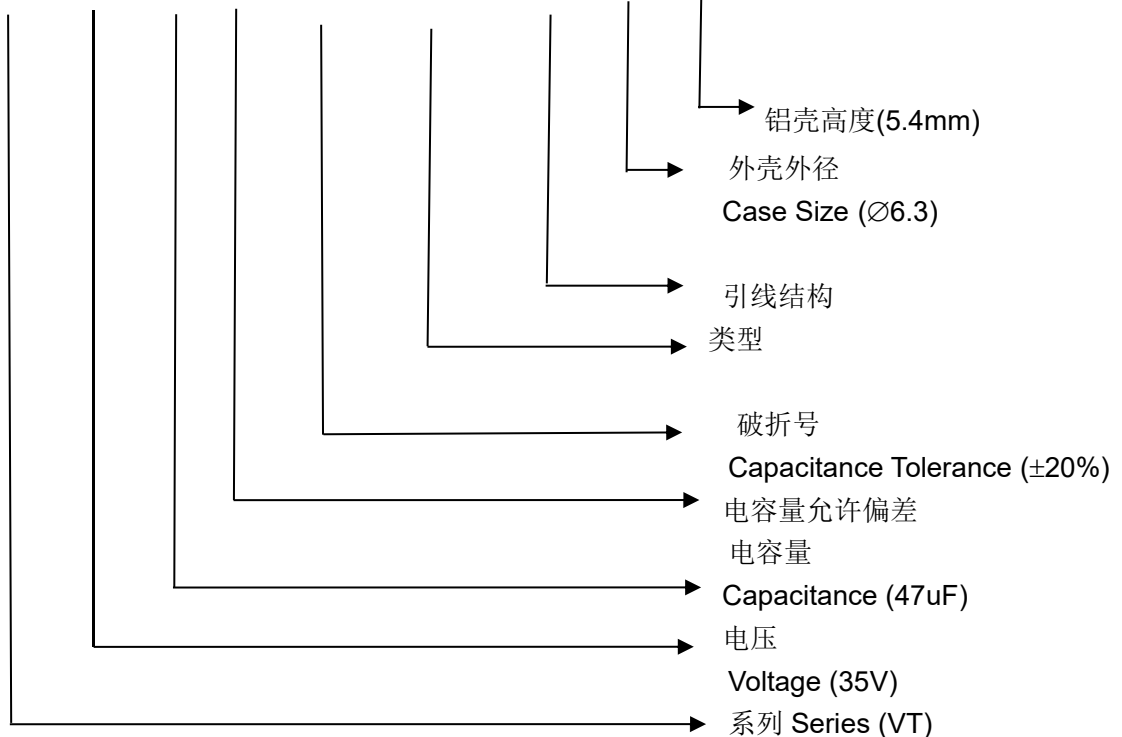 铝壳高度(5.4mm)
外壳外径
Case Size (∅6.3)
引线结构
类型
破折号
Capacitance Tolerance (±20%)
电容量允许偏差
电容量
Capacitance (47uF)
电压
Voltage (35V)
系列 Series (VT)